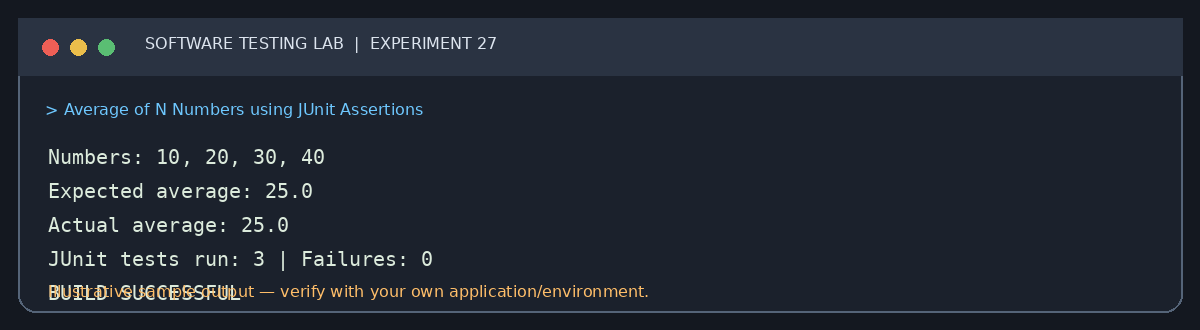 SOFTWARE TESTING LAB | EXPERIMENT 27
> Average of N Numbers using JUnit Assertions
Numbers: 10, 20, 30, 40
Expected average: 25.0
Actual average: 25.0
JUnit tests run: 3 | Failures: 0
BUILD SUCCESSFUL
Illustrative sample output — verify with your own application/environment.